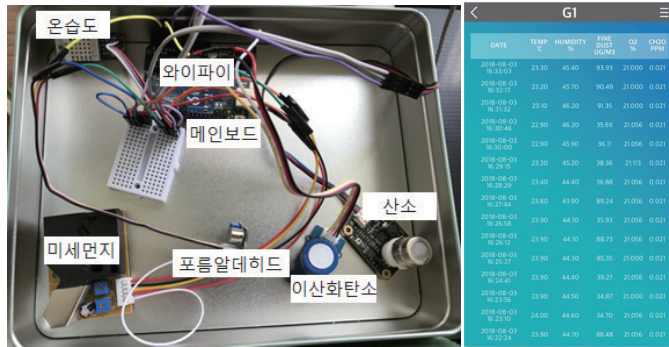 온습도
와이파이
메인보드
산소
미세먼지
포름알데히드
이산화탄소
G1
DATE TEMP ℃ HUMIDITY % FINE DUST UG/M3 O2 % CH2O PPM
2018-08-03 16:33:03 23.30 45.40 93.93 21.000 0.021
2018-08-03 16:32:17 23.20 45.70 90.49 21.000 0.021
2018-08-03 16:31:32 23.10 46.20 91.35 21.000 0.021
2018-08-03 16:30:46 22.90 46.20 35.69 21.056 0.021
2018-08-03 16:30:00 22.90 45.90 36.11 21.056 0.021
2018-08-03 16:29:15 23.20 45.20 38.36 21.113 0.021
2018-08-03 16:28:29 23.40 44.40 36.88 21.056 0.021
2018-08-03 16:27:44 23.80 43.90 89.24 21.056 0.021
2018-08-03 16:26:58 23.90 44.10 35.93 21.056 0.021
2018-08-03 16:26:12 23.90 44.10 88.73 21.056 0.021
2018-08-03 16:25:27 23.90 44.30 85.35 21.000 0.021
2018-08-03 16:24:41 23.90 44.40 39.27 21.056 0.021
2018-08-03 16:23:56 23.90 44.50 34.87 21.000 0.021
2018-08-03 16:23:10 24.00 44.60 34.70 21.056 0.021
2018-08-03 16:22:24 23.90 44.70 88.48 21.056 0.021